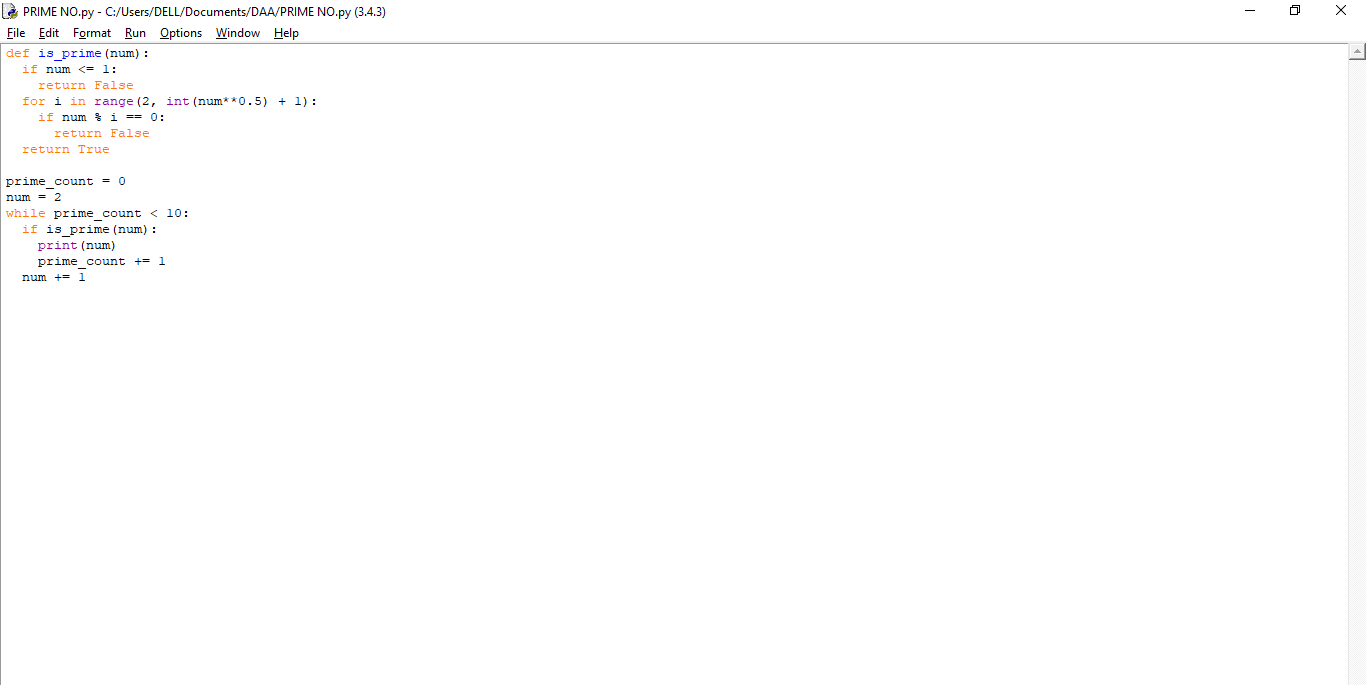 PRIME NO.py - C:/Users/DELL/Documents/DAA/PRIME NO.py (3.4.3)
File Edit Format Run Options Window Help
def is_prime(num):
  if num <= 1:
    return False
  for i in range(2, int(num**0.5) + 1):
    if num % i == 0:
      return False
  return True

prime_count = 0
num = 2
while prime_count < 10:
  if is_prime(num):
    print(num)
    prime_count += 1
  num += 1